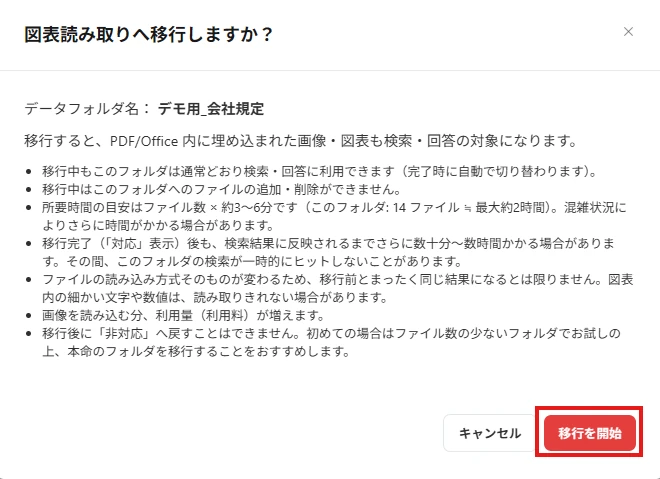 図表読み取りへ移行しますか？
データフォルダ名： デモ用_会社規定
移行すると、PDF/Office 内に埋め込まれた画像・図表も検索・回答の対象になります。
• 移行中もこのフォルダは通常どおり検索・回答に利用できます（完了時に自動で切り替わります）。
• 移行中はこのフォルダへのファイルの追加・削除ができません。
• 所要時間の目安はファイル数 × 約3～6分です（このフォルダ: 14 ファイル ≒ 最大約2時間）。混雑状況に
よりさらに時間がかかる場合があります。
• 移行完了（「対応」表示）後も、検索結果に反映されるまでさらに数十分～数時間かかる場合がありま
す。その間、このフォルダの検索が一時的にヒットしないことがあります。
• ファイルの読み込み方式そのものが変わるため、移行前とまったく同じ結果になるとは限りません。図表
内の細かい文字や数値は、読み取りきれない場合があります。
• 画像を読み込む分、利用量（利用料）が増えます。
• 移行後に「非対応」へ戻すことはできません。初めての場合はファイル数の少ないフォルダでお試しの
上、本命のフォルダを移行することをおすすめします。
キャンセル
移行を開始